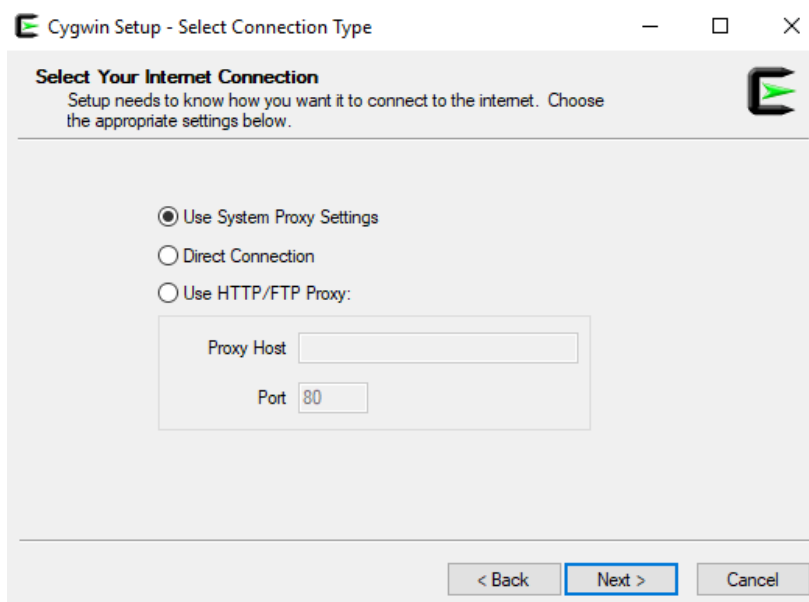 Cygwin Setup - Select Connection Type
Select Your Internet Connection
Setup needs to know how you want it to connect to the internet. Choose
the appropriate settings below.
Use System Proxy Settings
Direct Connection
Use HTTP/FTP Proxy:
Proxy Host
Port 80
< Back Next > Cancel